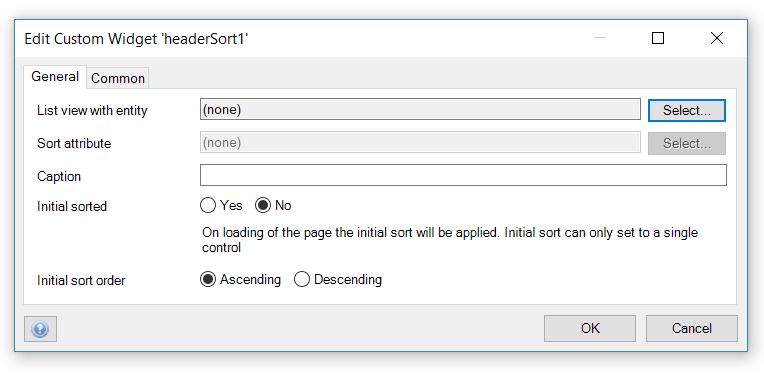 Edit Custom Widget 'headerSort1'
General Common
List view with entity (none) Select...
Sort attribute (none) Select...
Caption
Initial sorted Yes No
On loading of the page the initial sort will be applied. Initial sort can only set to a single
control
Initial sort order Ascending Descending
? OK Cancel